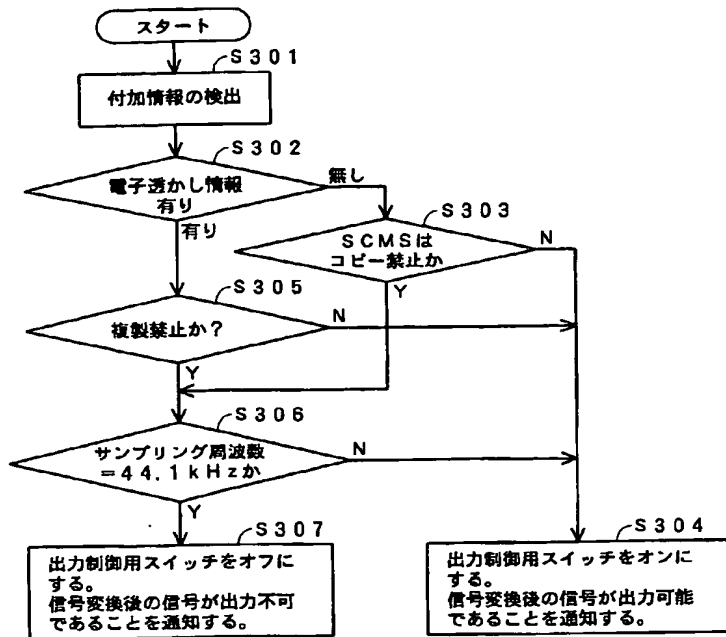 スタート
S301
付加情報の検出
S302
電子透かし情報
有り
無し
有り
S303
SCMSは
コピー禁止か
N
Y
S305
複製禁止か?
N
Y
S306
サンプリング周波数
=44.1kHzか
N
Y
S307
出力制御用スイッチをオフに
する。
信号変換後の信号が出力不可
であることを通知する。
S304
出力制御用スイッチをオンに
する。
信号変換後の信号が出力可能
であることを通知する。